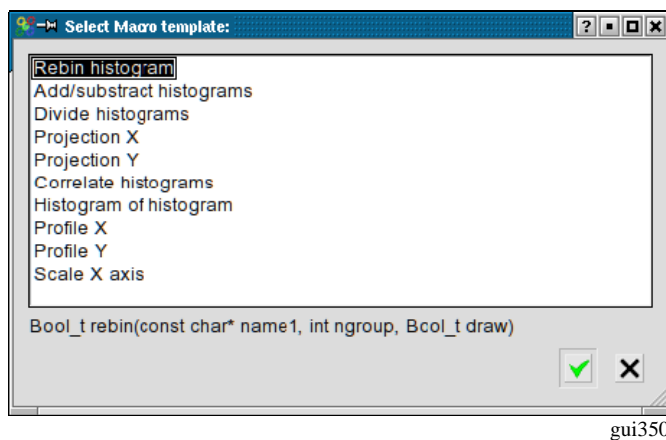 Select Macro template:
Rebin histogram
Add/substract histograms
Divide histograms
Projection X
Projection Y
Correlate histograms
Histogram of histogram
Profile X
Profile Y
Scale X axis
Bool_t rebin(const char* name1, int ngroup, Bool_t draw)
gui350